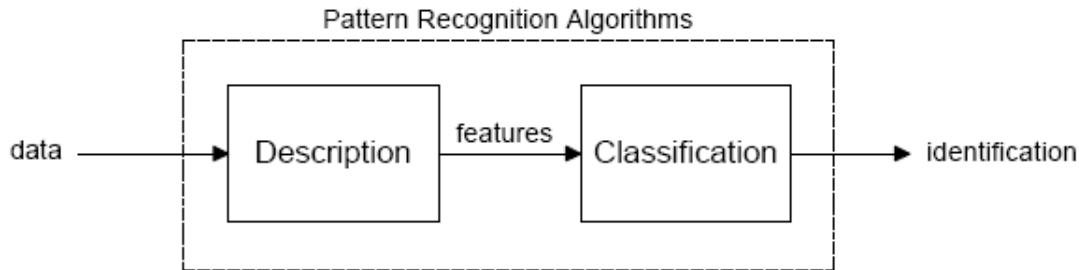 Pattern Recognition Algorithms
data
Description
features
Classification
identification